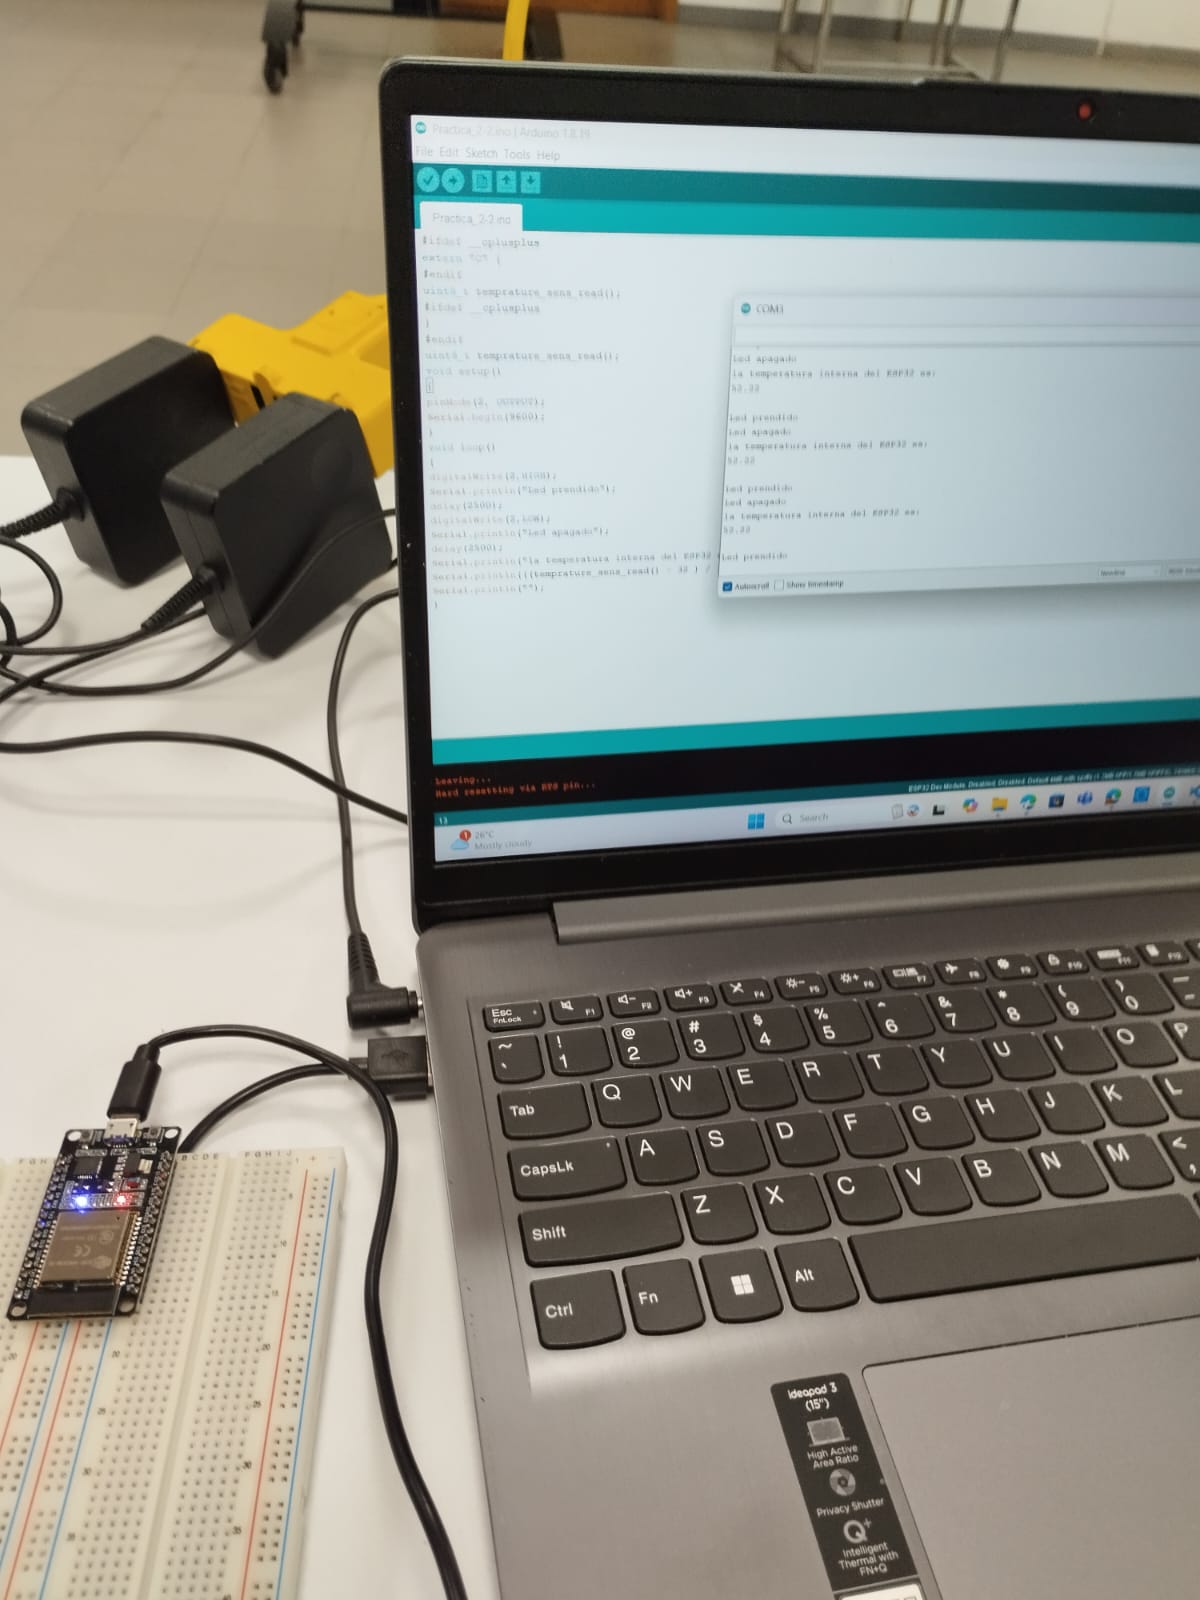 Practica_2-2.ino | Arduino 1.8.19
File Edit Sketch Tools Help
Practica_2-2.ino
#ifdef __cplusplus
extern "C" {
#endif
uint8_t temprature_sens_read();
#ifdef __cplusplus
}
#endif
uint8_t temprature_sens_read();
void setup()
{
pinMode(2, OUTPUT);
Serial.begin(9600);
}
void loop()
{
digitalWrite(2,HIGH);
Serial.println("Led prendido");
delay(2500);
digitalWrite(2,LOW);
Serial.println("Led apagado");
delay(2500);
Serial.println("la temperatura interna del ESP32
Serial.println(((temprature_sens_read() - 32 ) /
Serial.println("");
}
COM3
Led apagado
la temperatura interna del ESP32 es:
53.33
Led prendido
Led apagado
la temperatura interna del ESP32 es:
53.33
Led prendido
Led apagado
la temperatura interna del ESP32 es:
53.33
Led prendido
Autoscroll Show timestamp
Newline
Leaving...
Hard resetting via RTS pin...
13
26°C
Mostly cloudy
Search
Esc F1 F2 F3 F4 F5 F6 F7 F8 F9 F10 F11 F12
FnLock
~ ! @ # $ % ^ & * ( )
` 1 2 3 4 5 6 7 8 9 0
Tab Q W E R T Y U I O P
CapsLk A S D F G H J K L
Shift Z X C V B N M < ,
Ctrl Fn Alt
ideapad 3
(15")
High Active
Area Ratio
Privacy Shutter
Q+
Intelligent
Thermal with
FN+Q